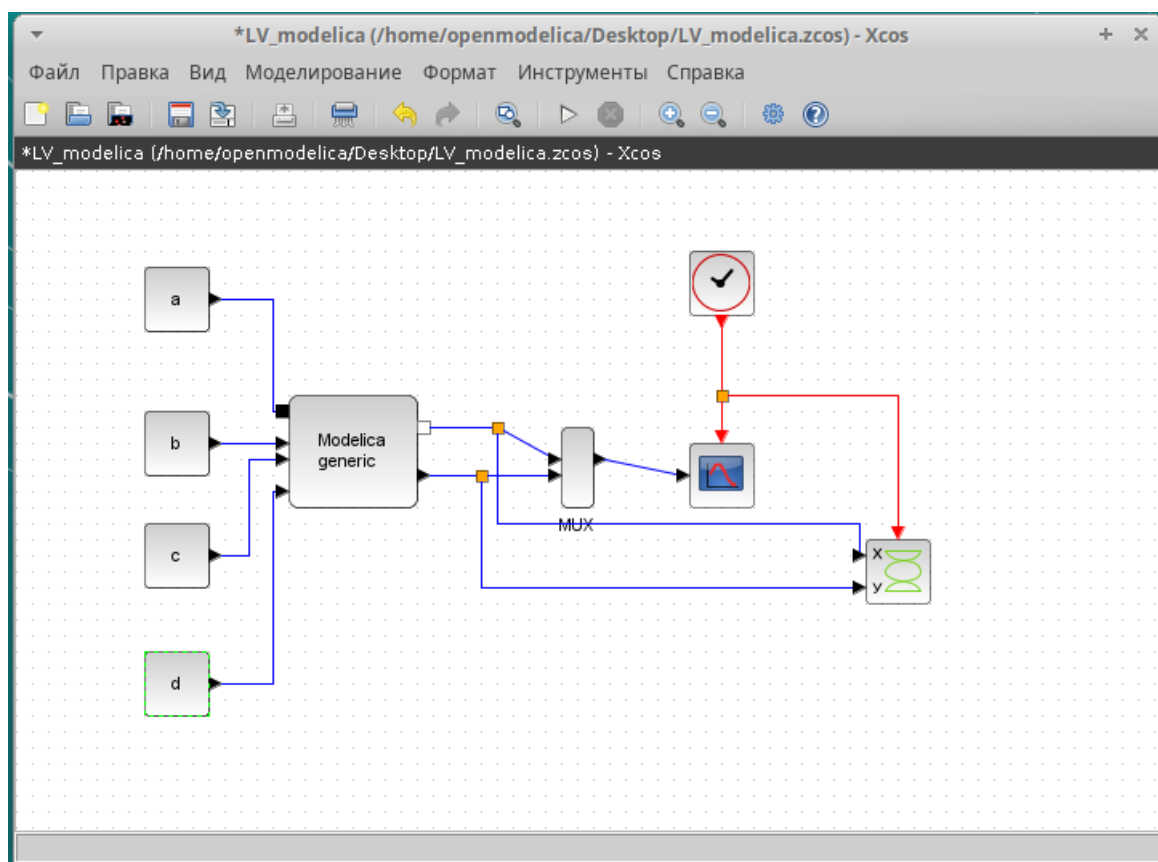 *LV_modelica (/home/openmodelica/Desktop/LV_modelica.zcos) - Xcos
Файл Правка Вид Моделирование Формат Инструменты Справка
*LV_modelica (/home/openmodelica/Desktop/LV_modelica.zcos) - Xcos
a
b
Modelica
generic
MUX
c
X
y
d